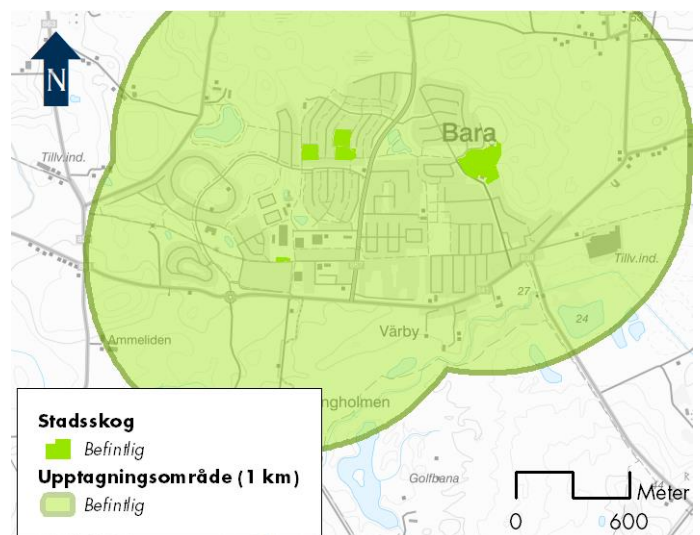 N
Bara
Tillv.ind.
Tillv.ind.
27
24
Värby
Ammeliden
ngholmen
Golfbana
Stadsskog
Befintlig
Upptagningsområde (1 km)
Befintlig
Meter
0 600